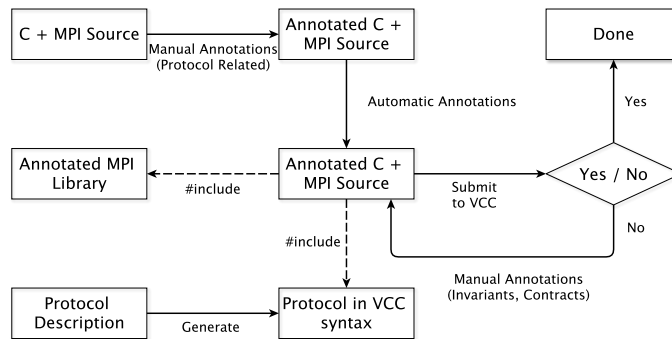 C + MPI Source
Manual Annotations
(Protocol Related)
Annotated C +
MPI Source
Done
Automatic Annotations
Yes
Annotated MPI
Library
#include
Annotated C +
MPI Source
Submit
to VCC
Yes / No
No
#include
Manual Annotations
(Invariants, Contracts)
Protocol
Description
Generate
Protocol in VCC
syntax